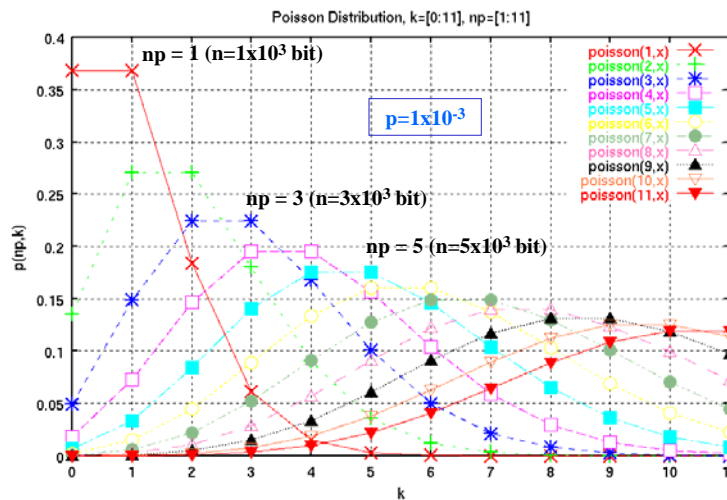 Poisson Distribution, k=[0:11], np=[1:11]
0.4
0.35
0.3
0.25
0.2
0.15
0.1
0.05
0
p(np,k)
np = 1 (n=1x10³ bit)
p=1x10⁻³
np = 3 (n=3x10³ bit)
np = 5 (n=5x10³ bit)
poisson(1,x)
poisson(2,x)
poisson(3,x)
poisson(4,x)
poisson(5,x)
poisson(6,x)
poisson(7,x)
poisson(8,x)
poisson(9,x)
poisson(10,x)
poisson(11,x)
0 1 2 3 4 5 6 7 8 9 10 1
k